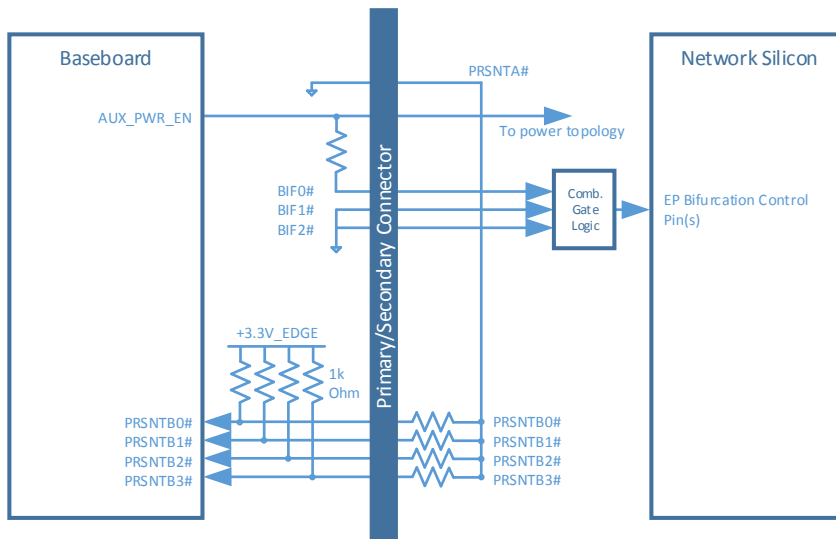 Baseboard
Network Silicon
PRSNTA#
AUX_PWR_EN
To power topology
BIF0#
BIF1#
BIF2#
Comb.
Gate
Logic
EP Bifurcation Control
Pin(s)
Primary/Secondary Connector
+3.3V_EDGE
1k
Ohm
PRSNTB0#
PRSNTB1#
PRSNTB2#
PRSNTB3#
PRSNTB0#
PRSNTB1#
PRSNTB2#
PRSNTB3#